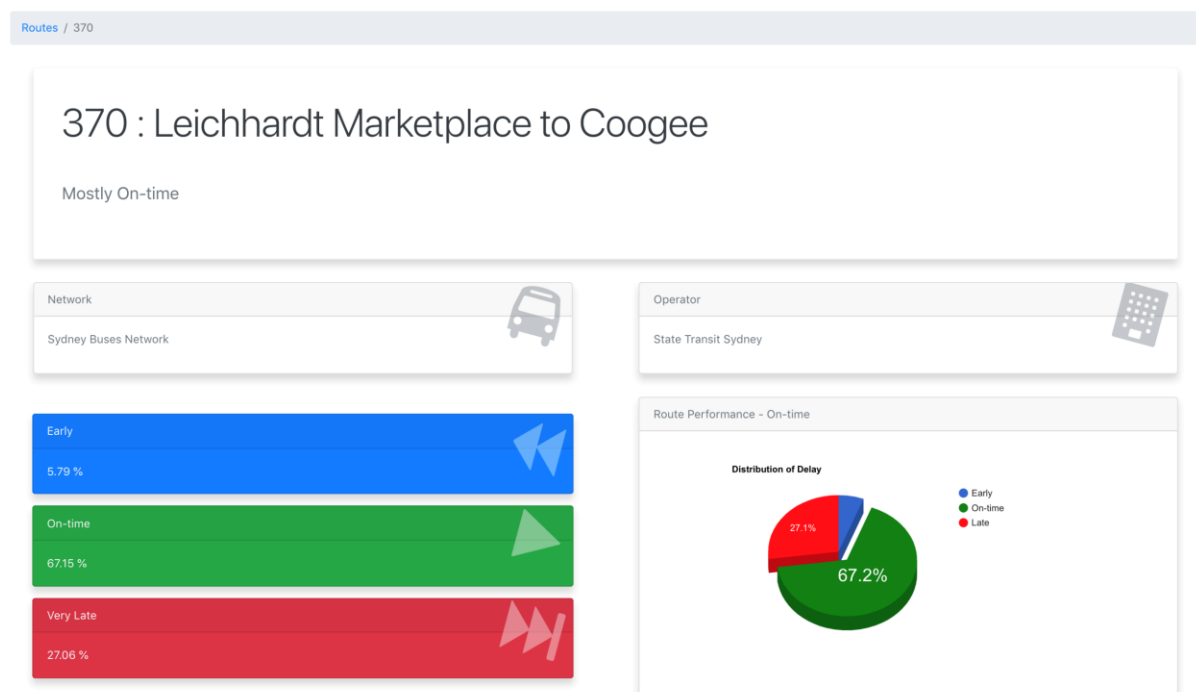 Routes / 370
370 : Leichhardt Marketplace to Coogee
Mostly On-time
Network
Sydney Buses Network
Operator
State Transit Sydney
Early
5.79 %
On-time
67.15 %
Very Late
27.06 %
Route Performance - On-time
Distribution of Delay
27.1%
67.2%
Early
On-time
Late